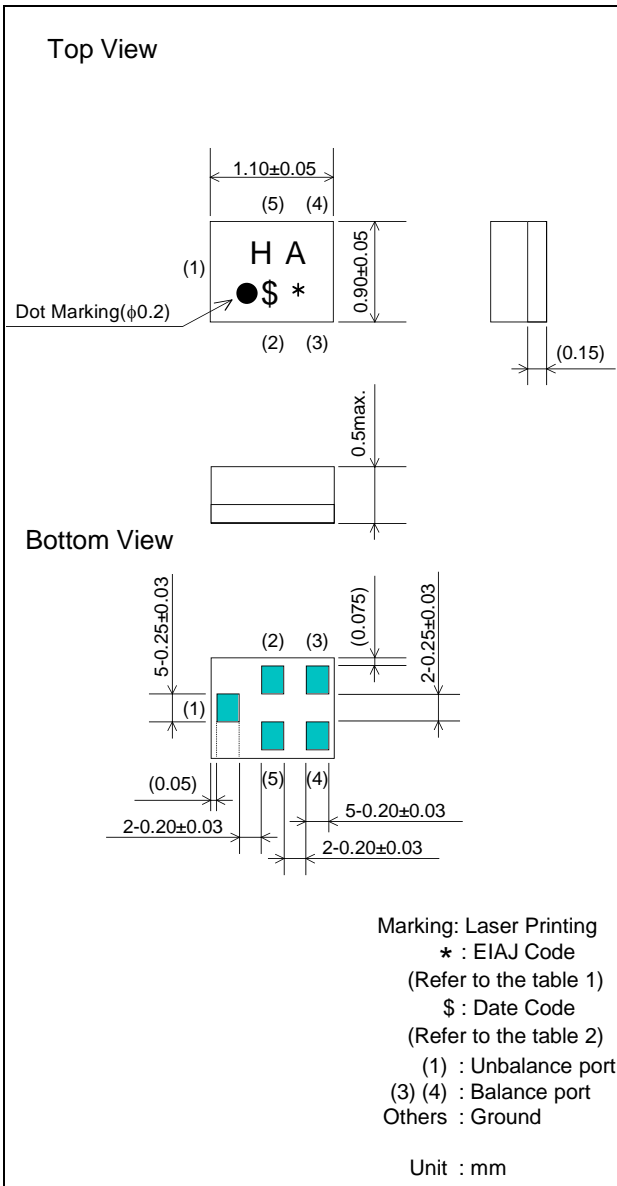 Top View
1.10±0.05
(5) (4)
H A
(1)
0.90±0.05
$ *
Dot Marking(ϕ0.2)
(2) (3)
(0.15)
0.5max.
Bottom View
5-0.25±0.03
(2) (3)
(0.075)
2-0.25±0.03
(1)
(0.05)
(5) (4)
5-0.20±0.03
2-0.20±0.03
2-0.20±0.03
Marking: Laser Printing
* : EIAJ Code
(Refer to the table 1)
$ : Date Code
(Refer to the table 2)
(1) : Unbalance port
(3) (4) : Balance port
Others : Ground
Unit : mm